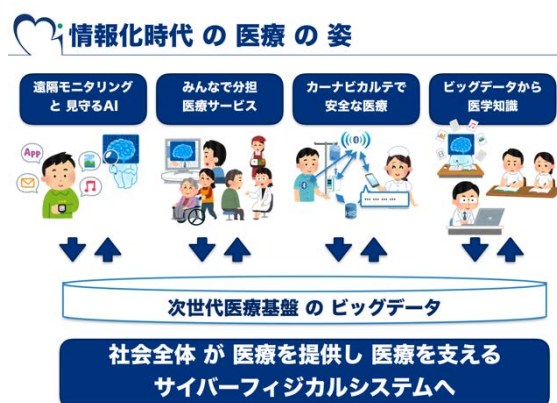 情報化時代 の 医療 の 姿
遠隔モニタリング
と 見守るAI
みんなで分担
医療サービス
カーナビカルテで
安全な医療
ビッグデータから
医学知識
App
次世代医療基盤 の ビッグデータ
社会全体 が 医療を提供し 医療を支える
サイバーフィジカルシステムへ